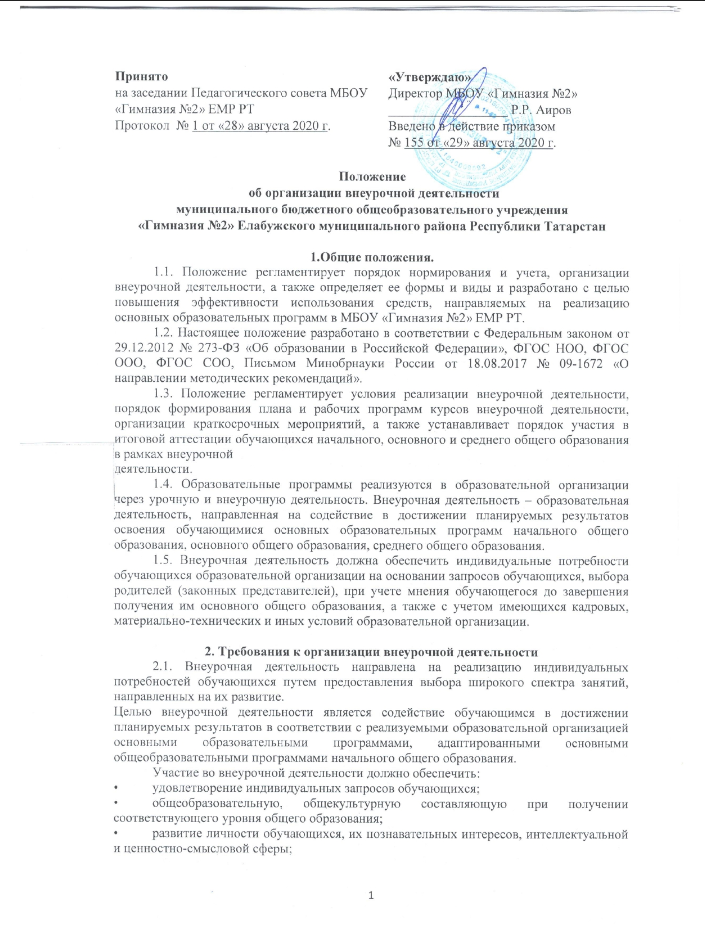 Принято
на заседании Педагогического совета МБОУ
«Гимназия №2» ЕМР РТ
Протокол № 1 от «28» августа 2020 г.
«Утверждаю»
Директор МБОУ «Гимназия №2»
__________________ Р.Р. Аиров
Введено в действие приказом
№ 155 от «29» августа 2020 г.
Положение
об организации внеурочной деятельности
муниципального бюджетного общеобразовательного учреждения
«Гимназия №2» Елабужского муниципального района Республики Татарстан
1.Общие положения.
1.1. Положение регламентирует порядок нормирования и учета, организации
внеурочной деятельности, а также определяет ее формы и виды и разработано с целью
повышения эффективности использования средств, направляемых на реализацию
основных образовательных программ в МБОУ «Гимназия №2» ЕМР РТ.
1.2. Настоящее положение разработано в соответствии с Федеральным законом от
29.12.2012 № 273-ФЗ «Об образовании в Российской Федерации», ФГОС НОО, ФГОС
ООО, ФГОС СОО, Письмом Минобрнауки России от 18.08.2017 № 09-1672 «О
направлении методических рекомендаций».
1.3. Положение регламентирует условия реализации внеурочной деятельности,
порядок формирования плана и рабочих программ курсов внеурочной деятельности,
организации краткосрочных мероприятий, а также устанавливает порядок участия в
итоговой аттестации обучающихся начального, основного и среднего общего образования
в рамках внеурочной
деятельности.
1.4. Образовательные программы реализуются в образовательной организации
через урочную и внеурочную деятельность. Внеурочная деятельность – образовательная
деятельность, направленная на содействие в достижении планируемых результатов
освоения обучающимися основных образовательных программ начального общего
образования, основного общего образования, среднего общего образования.
1.5. Внеурочная деятельность должна обеспечить индивидуальные потребности
обучающихся образовательной организации на основании запросов обучающихся, выбора
родителей (законных представителей), при учете мнения обучающегося до завершения
получения им основного общего образования, а также с учетом имеющихся кадровых,
материально-технических и иных условий образовательной организации.
2. Требования к организации внеурочной деятельности
2.1. Внеурочная деятельность направлена на реализацию индивидуальных
потребностей обучающихся путем предоставления выбора широкого спектра занятий,
направленных на их развитие.
Целью внеурочной деятельности является содействие обучающимся в достижении
планируемых результатов в соответствии с реализуемыми образовательной организацией
основными образовательными программами, адаптированными основными
общеобразовательными программами начального общего образования.
Участие во внеурочной деятельности должно обеспечить:
• удовлетворение индивидуальных запросов обучающихся;
• общеобразовательную, общекультурную составляющую при получении
соответствующего уровня общего образования;
• развитие личности обучающихся, их познавательных интересов, интеллектуальной
и ценностно-смысловой сферы;
1